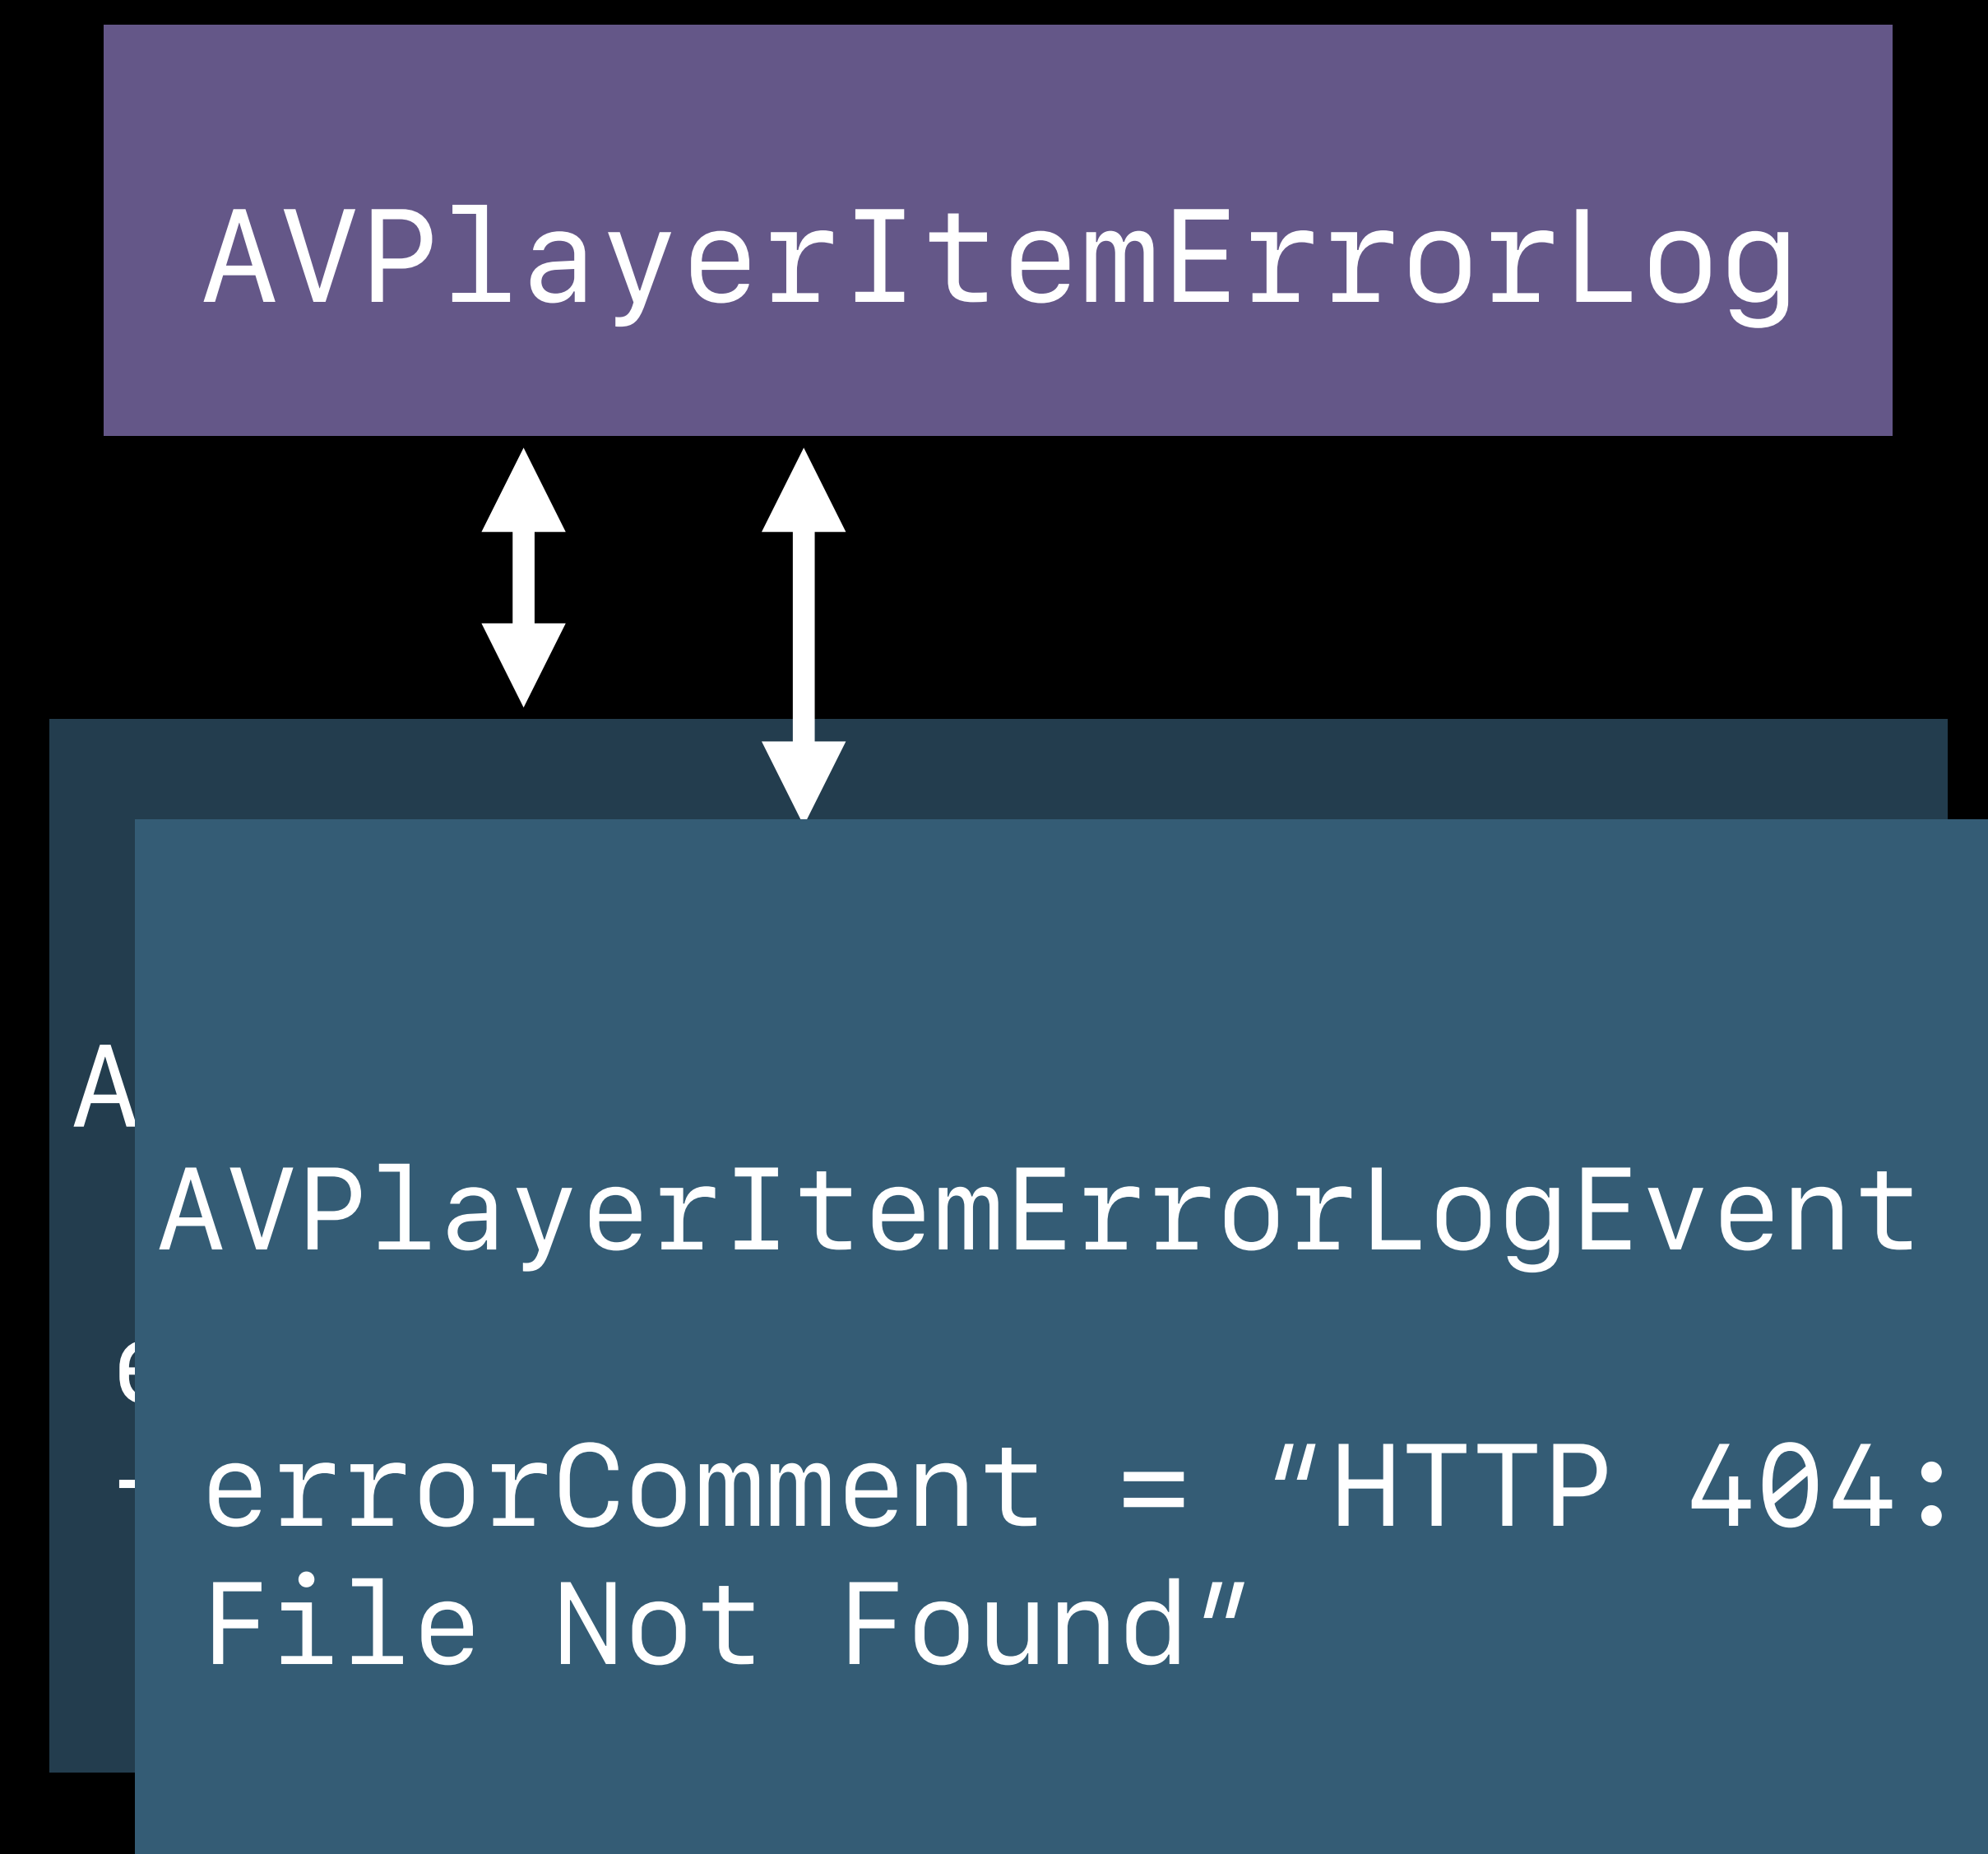 AVPlayerItemErrorLog
A
AVPlayerItemErrorLogEvent
errorComment = “HTTP 404:
File Not Found”